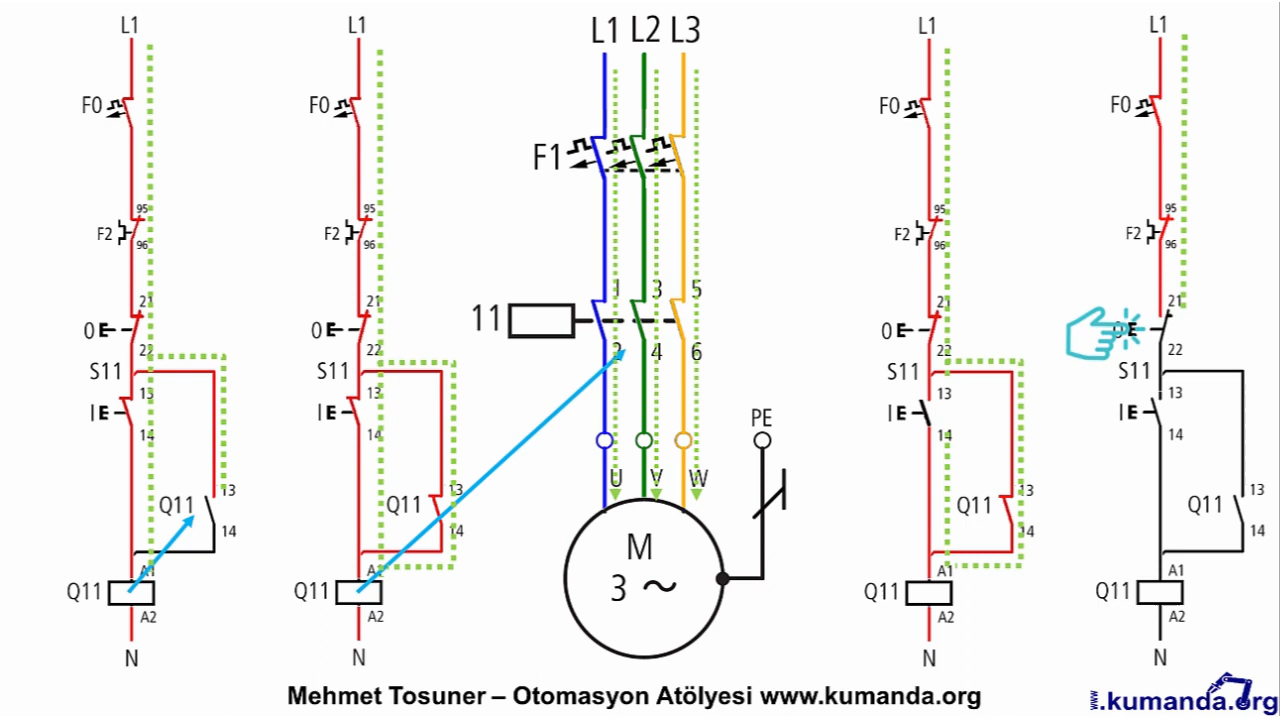 L1
F0
95
F2
96
21
0 E
22
S11
13
I E
14
13
Q11
14
A1
Q11
A2
N
L1
F0
95
F2
96
21
0 E
22
S11
13
I E
14
13
Q11
14
A1
Q11
A2
N
L1 L2 L3
F1
1 3 5
11
2 4 6
U V W
PE
M
3 ~
L1
F0
95
F2
96
21
0 E
22
S11
13
I E
14
13
Q11
14
A1
Q11
A2
N
L1
F0
95
F2
96
21
0 E
22
S11
13
I E
14
13
Q11
14
A1
Q11
A2
N
Mehmet Tosuner – Otomasyon Atölyesi www.kumanda.org
www.kumanda.org